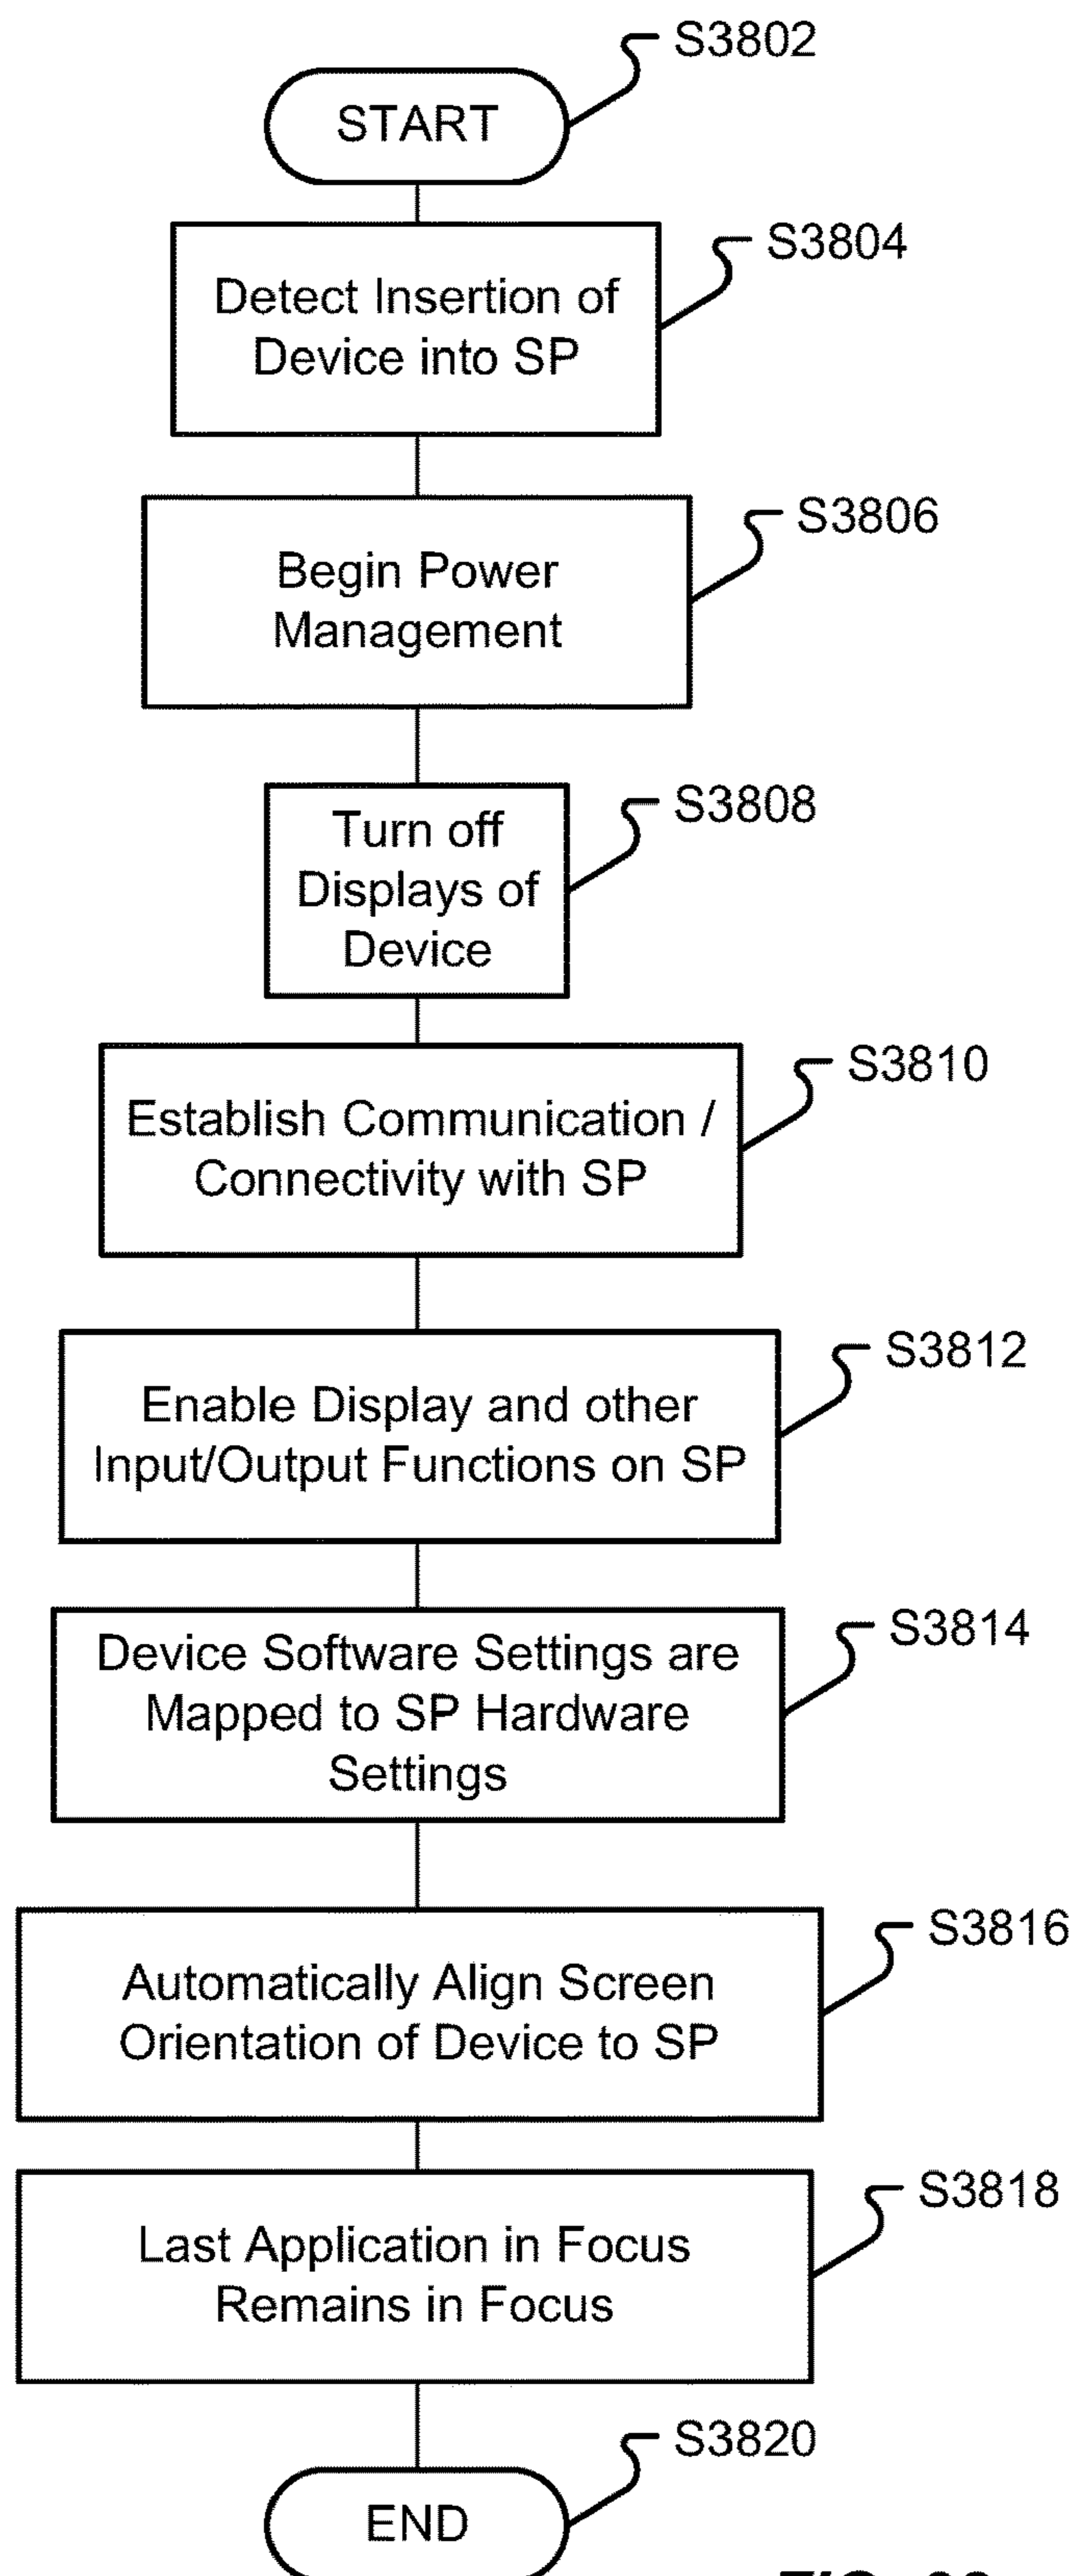 S3802
START
S3804
Detect Insertion of
Device into SP
S3806
Begin Power
Management
S3808
Turn off
Displays of
Device
S3810
Establish Communication /
Connectivity with SP
S3812
Enable Display and other
Input/Output Functions on SP
S3814
Device Software Settings are
Mapped to SP Hardware
Settings
S3816
Automatically Align Screen
Orientation of Device to SP
S3818
Last Application in Focus
Remains in Focus
S3820
END